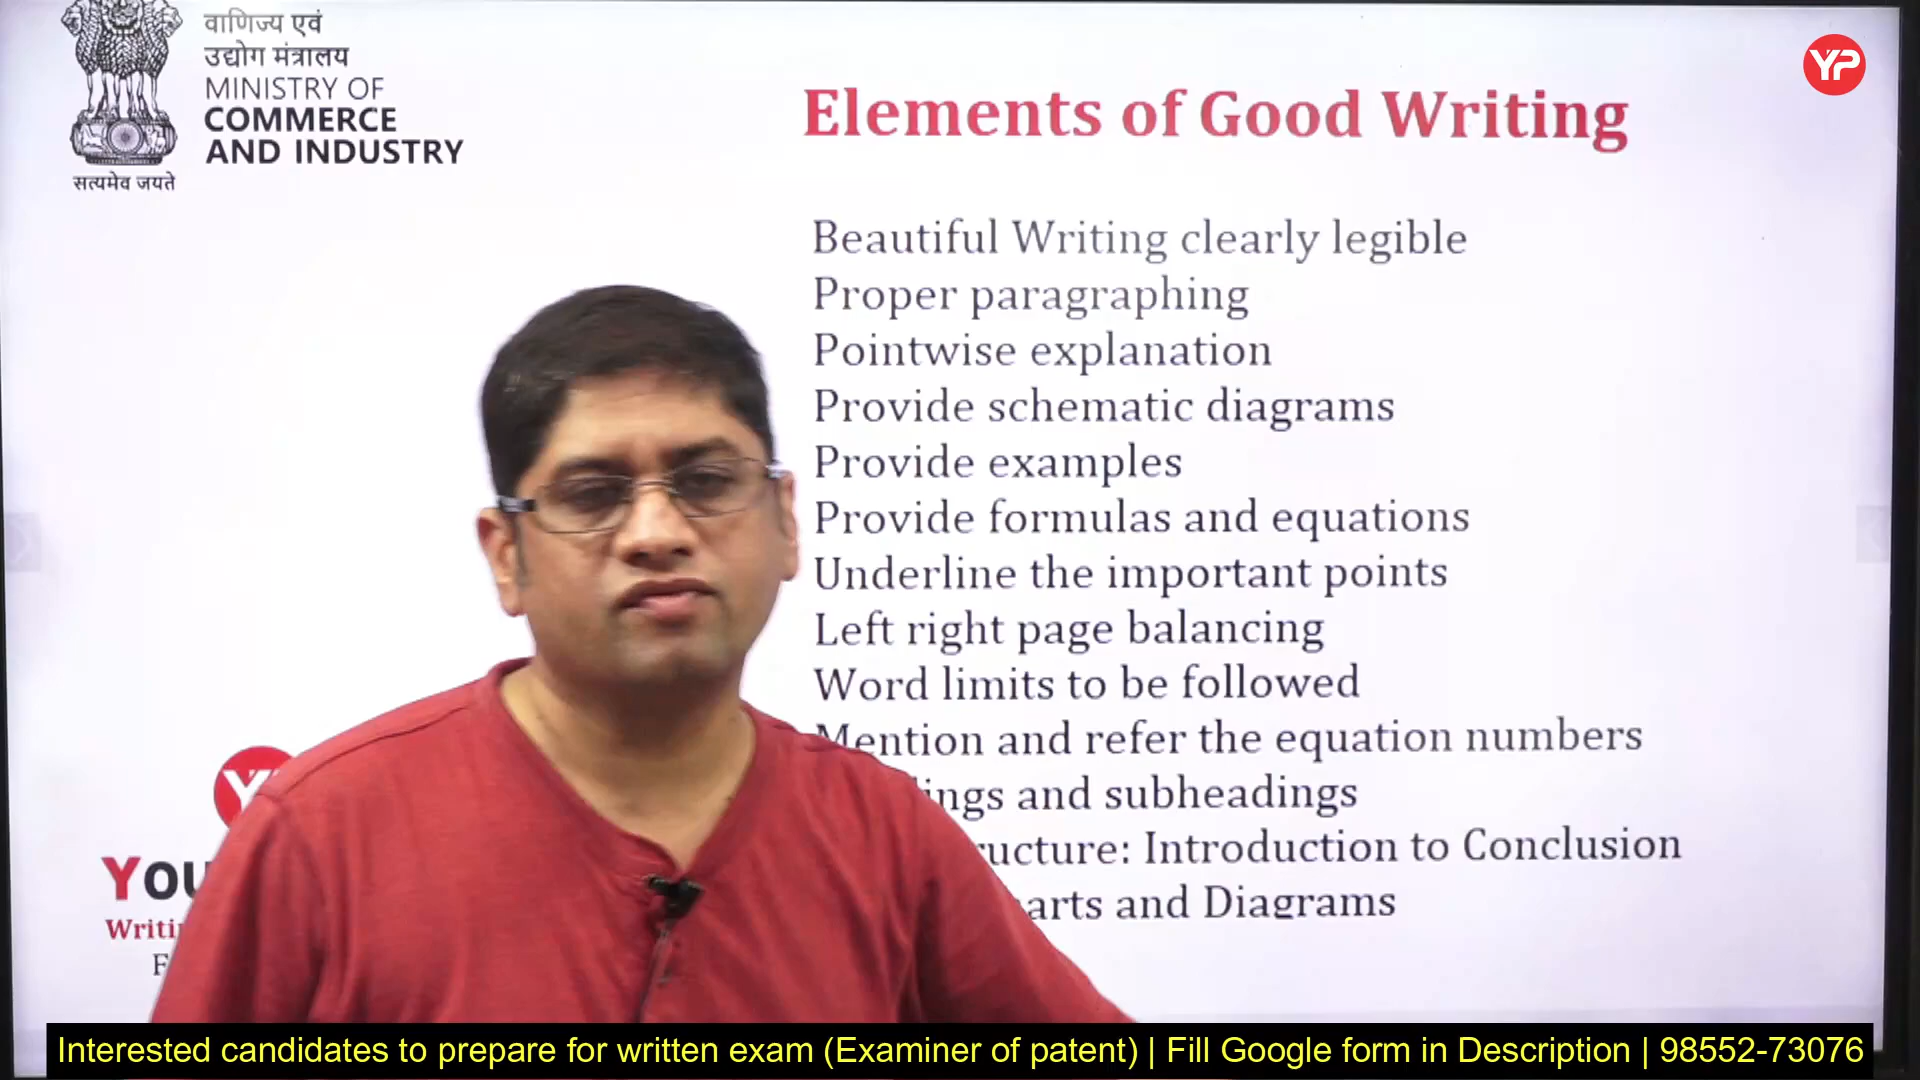 वाणिज्य एवं
उद्योग मंत्रालय
MINISTRY OF
COMMERCE
AND INDUSTRY
सत्यमेव जयते
YP
Elements of Good Writing
Beautiful Writing clearly legible
Proper paragraphing
Pointwise explanation
Provide schematic diagrams
Provide examples
Provide formulas and equations
Underline the important points
Left right page balancing
Word limits to be followed
Mention and refer the equation numbers
and subheadings
Introduction to Conclusion
and Diagrams
Interested candidates to prepare for written exam (Examiner of patent) | Fill Google form in Description | 98552-73076